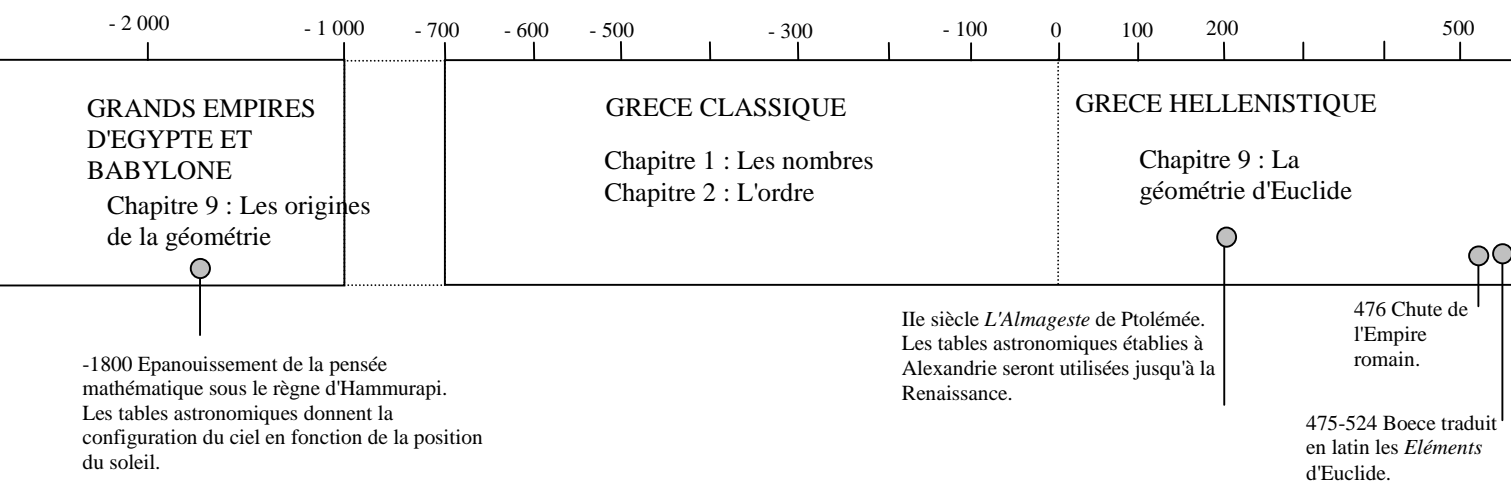 - 2 000 - 1 000 - 700 - 600 - 500 - 300 - 100 0 100 200 500
GRANDS EMPIRES
D'EGYPTE ET
BABYLONE
Chapitre 9 : Les origines
de la géométrie
GRECE CLASSIQUE
Chapitre 1 : Les nombres
Chapitre 2 : L'ordre
GRECE HELLENISTIQUE
Chapitre 9 : La
géométrie d'Euclide
-1800 Epanouissement de la pensée
mathématique sous le règne d'Hammurapi.
Les tables astronomiques donnent la
configuration du ciel en fonction de la position
du soleil.
IIe siècle L'Almageste de Ptolémée.
Les tables astronomiques établies à
Alexandrie seront utilisées jusqu'à la
Renaissance.
476 Chute de
l'Empire
romain.
475-524 Boece traduit
en latin les Eléments
d'Euclide.